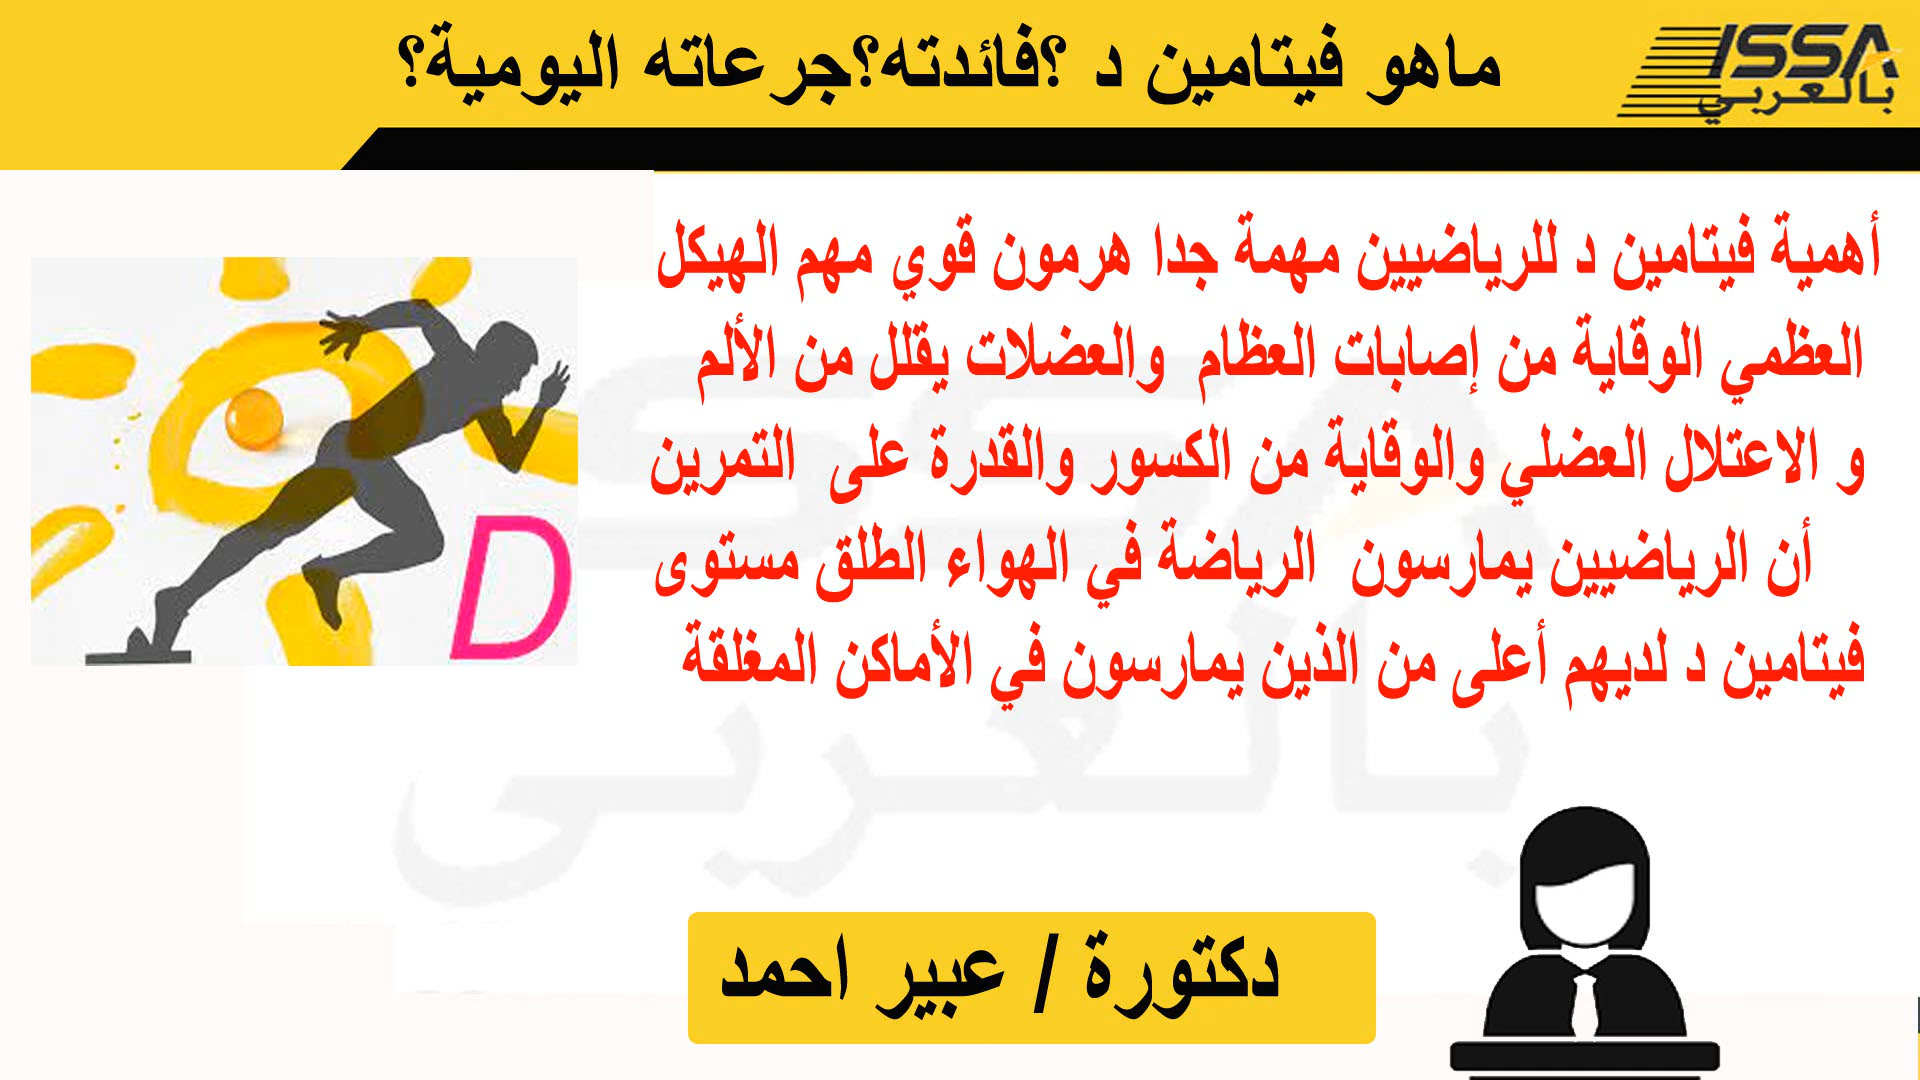 ماهو فيتامين د ؟فائدته؟جرعاته اليومية؟
ISSA
بالعربي
أهمية فيتامين د للرياضيين مهمة جدا هرمون قوي مهم الهيكل
العظمي الوقاية من إصابات العظام والعضلات يقلل من الألم
و الاعتلال العضلي والوقاية من الكسور والقدرة على التمرين
أن الرياضيين يمارسون الرياضة في الهواء الطلق مستوى
فيتامين د لديهم أعلى من الذين يمارسون في الأماكن المغلقة
D
دكتورة / عبير احمد